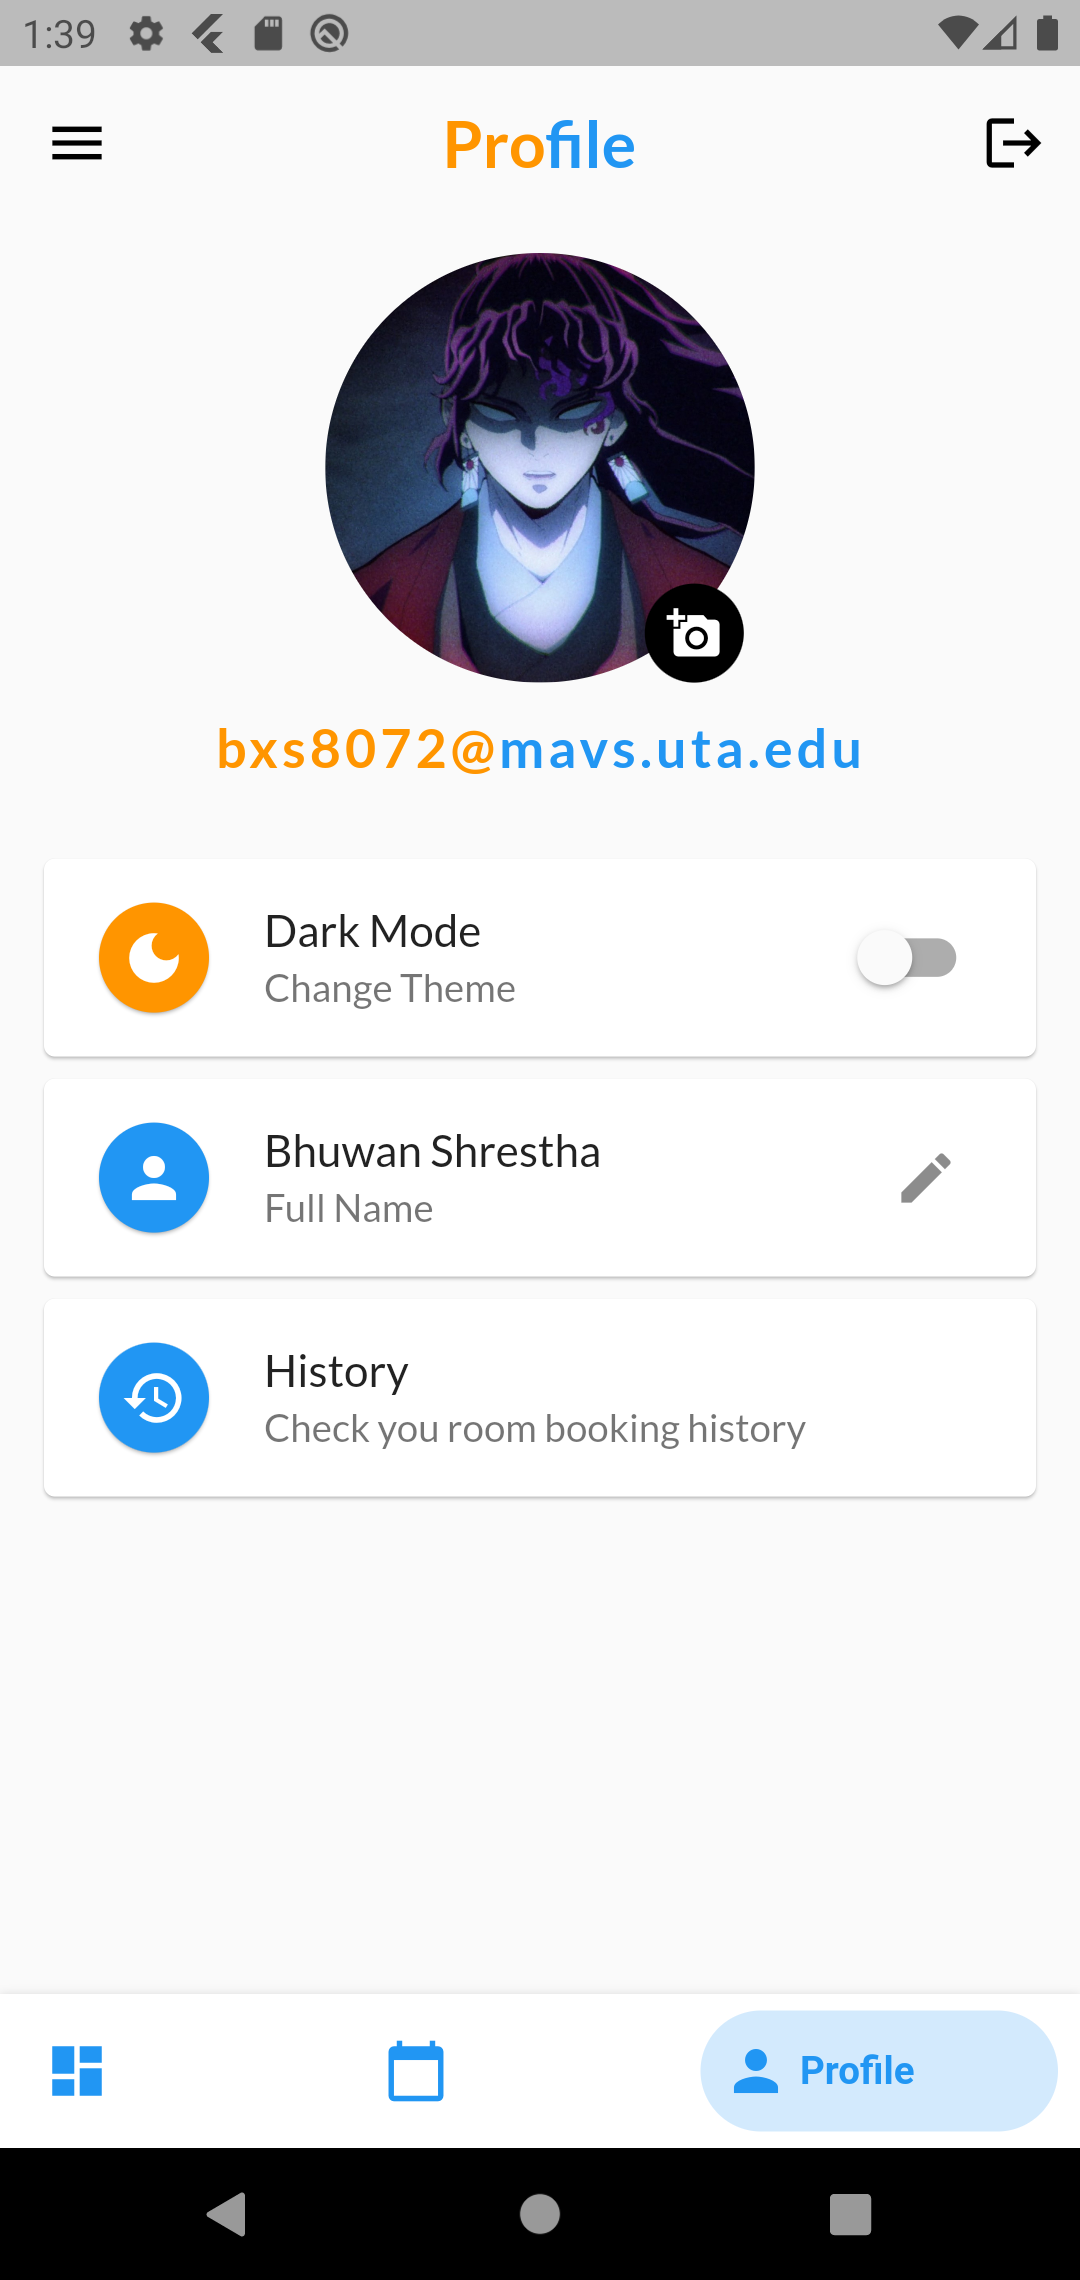 1:39
Profile
bxs8072@mavs.uta.edu
Dark Mode
Change Theme
Bhuwan Shrestha
Full Name
History
Check you room booking history
Profile